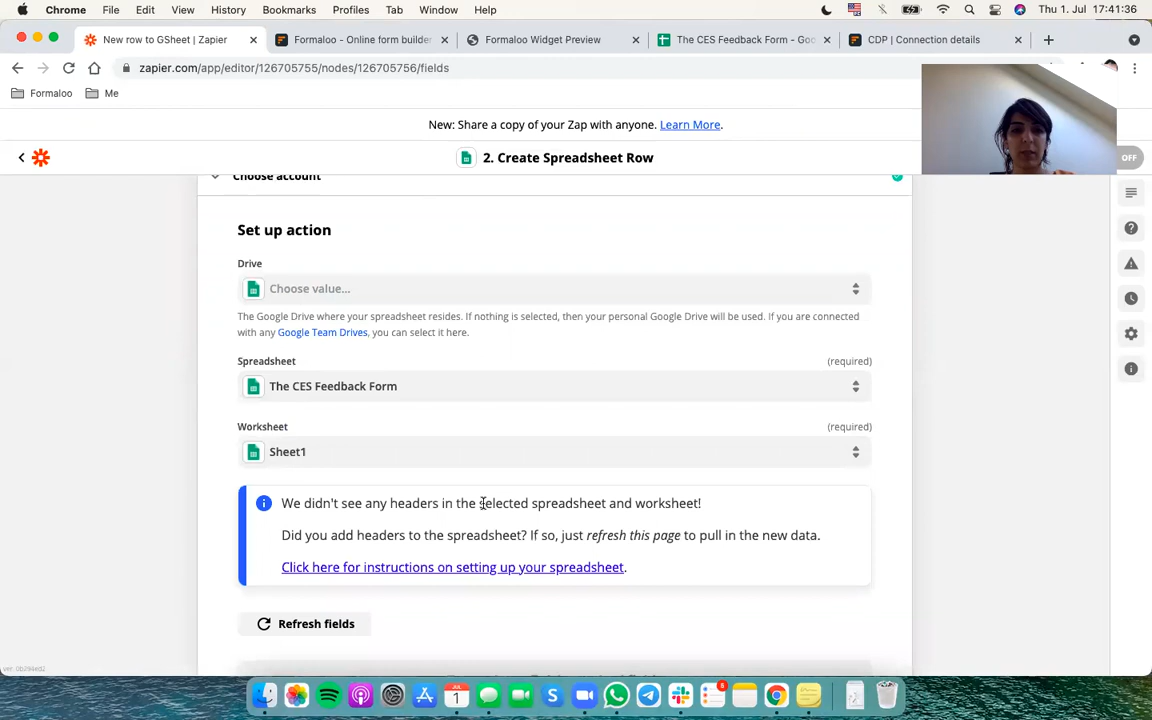 Chrome File Edit View History Bookmarks Profiles Tab Window Help Thu 1. Jul 17:41:36
New row to GSheet | Zapier Formaloo - Online form builder Formaloo Widget Preview The CES Feedback Form - Goo CDP | Connection details
zapier.com/app/editor/126705755/nodes/126705756/fields
Formaloo Me
New: Share a copy of your Zap with anyone. Learn More.
2. Create Spreadsheet Row OFF
Choose account
Set up action
Drive
Choose value...
The Google Drive where your spreadsheet resides. If nothing is selected, then your personal Google Drive will be used. If you are connected
with any Google Team Drives, you can select it here.
Spreadsheet (required)
The CES Feedback Form
Worksheet (required)
Sheet1
We didn't see any headers in the selected spreadsheet and worksheet!
Did you add headers to the spreadsheet? If so, just refresh this page to pull in the new data.
Click here for instructions on setting up your spreadsheet.
Refresh fields